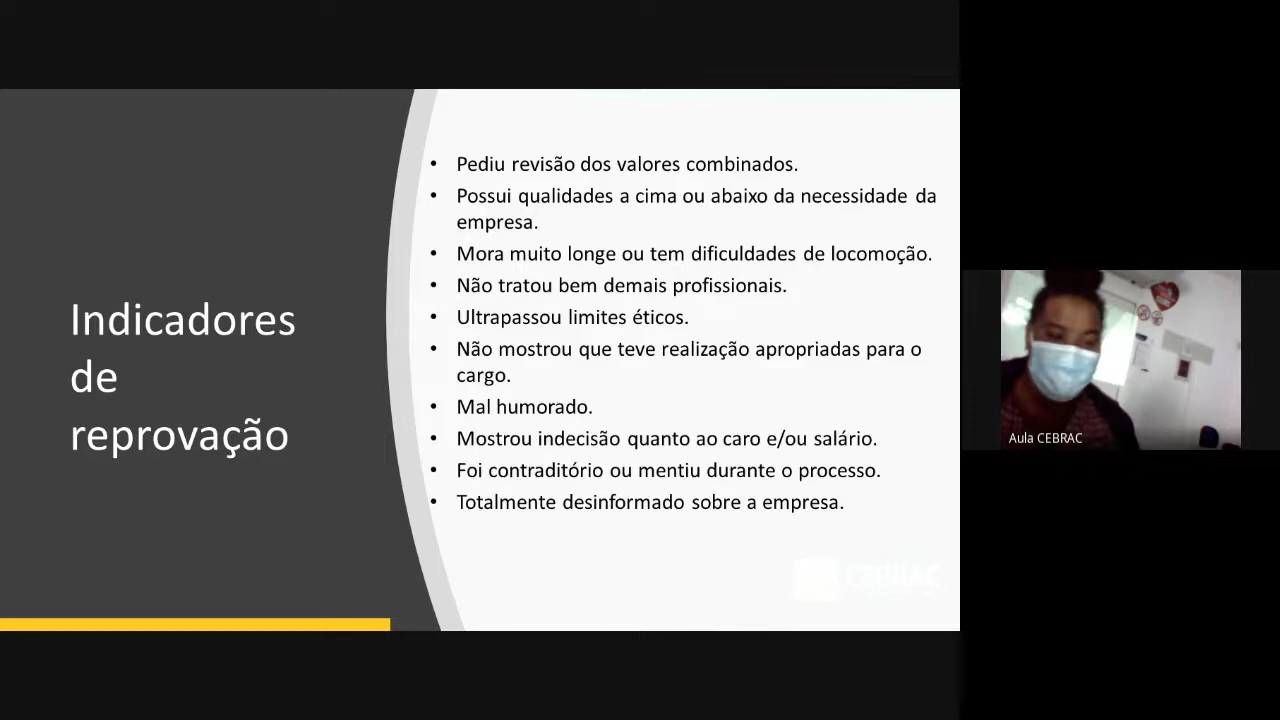 Indicadores
de
reprovação
• Pediu revisão dos valores combinados.
• Possui qualidades a cima ou abaixo da necessidade da
empresa.
• Mora muito longe ou tem dificuldades de locomoção.
• Não tratou bem demais profissionais.
• Ultrapassou limites éticos.
• Não mostrou que teve realização apropriadas para o
cargo.
• Mal humorado.
• Mostrou indecisão quanto ao caro e/ou salário.
• Foi contraditório ou mentiu durante o processo.
• Totalmente desinformado sobre a empresa.
CEBRAC
Aula CEBRAC